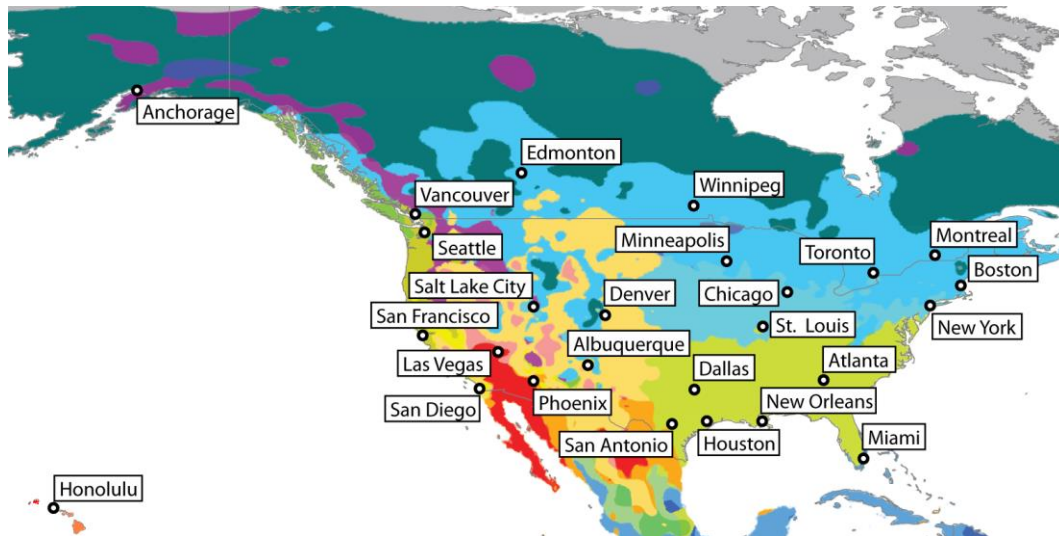 Anchorage
Edmonton
Winnipeg
Vancouver
Seattle
Minneapolis
Toronto
Montreal
Boston
Salt Lake City
Denver
Chicago
San Francisco
St. Louis
New York
Albuquerque
Las Vegas
Dallas
Atlanta
San Diego
Phoenix
New Orleans
San Antonio
Houston
Miami
Honolulu